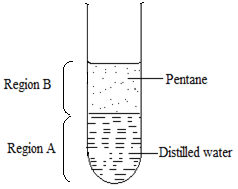 Pentane
Region B
Region A
Distilled water